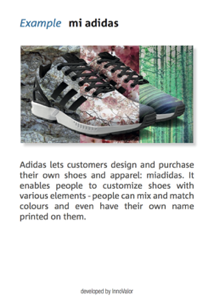 Example mi adidas
Adidas lets customers design and purchase
their own shoes and apparel: miadidas. It
enables people to customize shoes with
various elements - people can mix and match
colours and even have their own name
printed on them.
developed by InnoValor